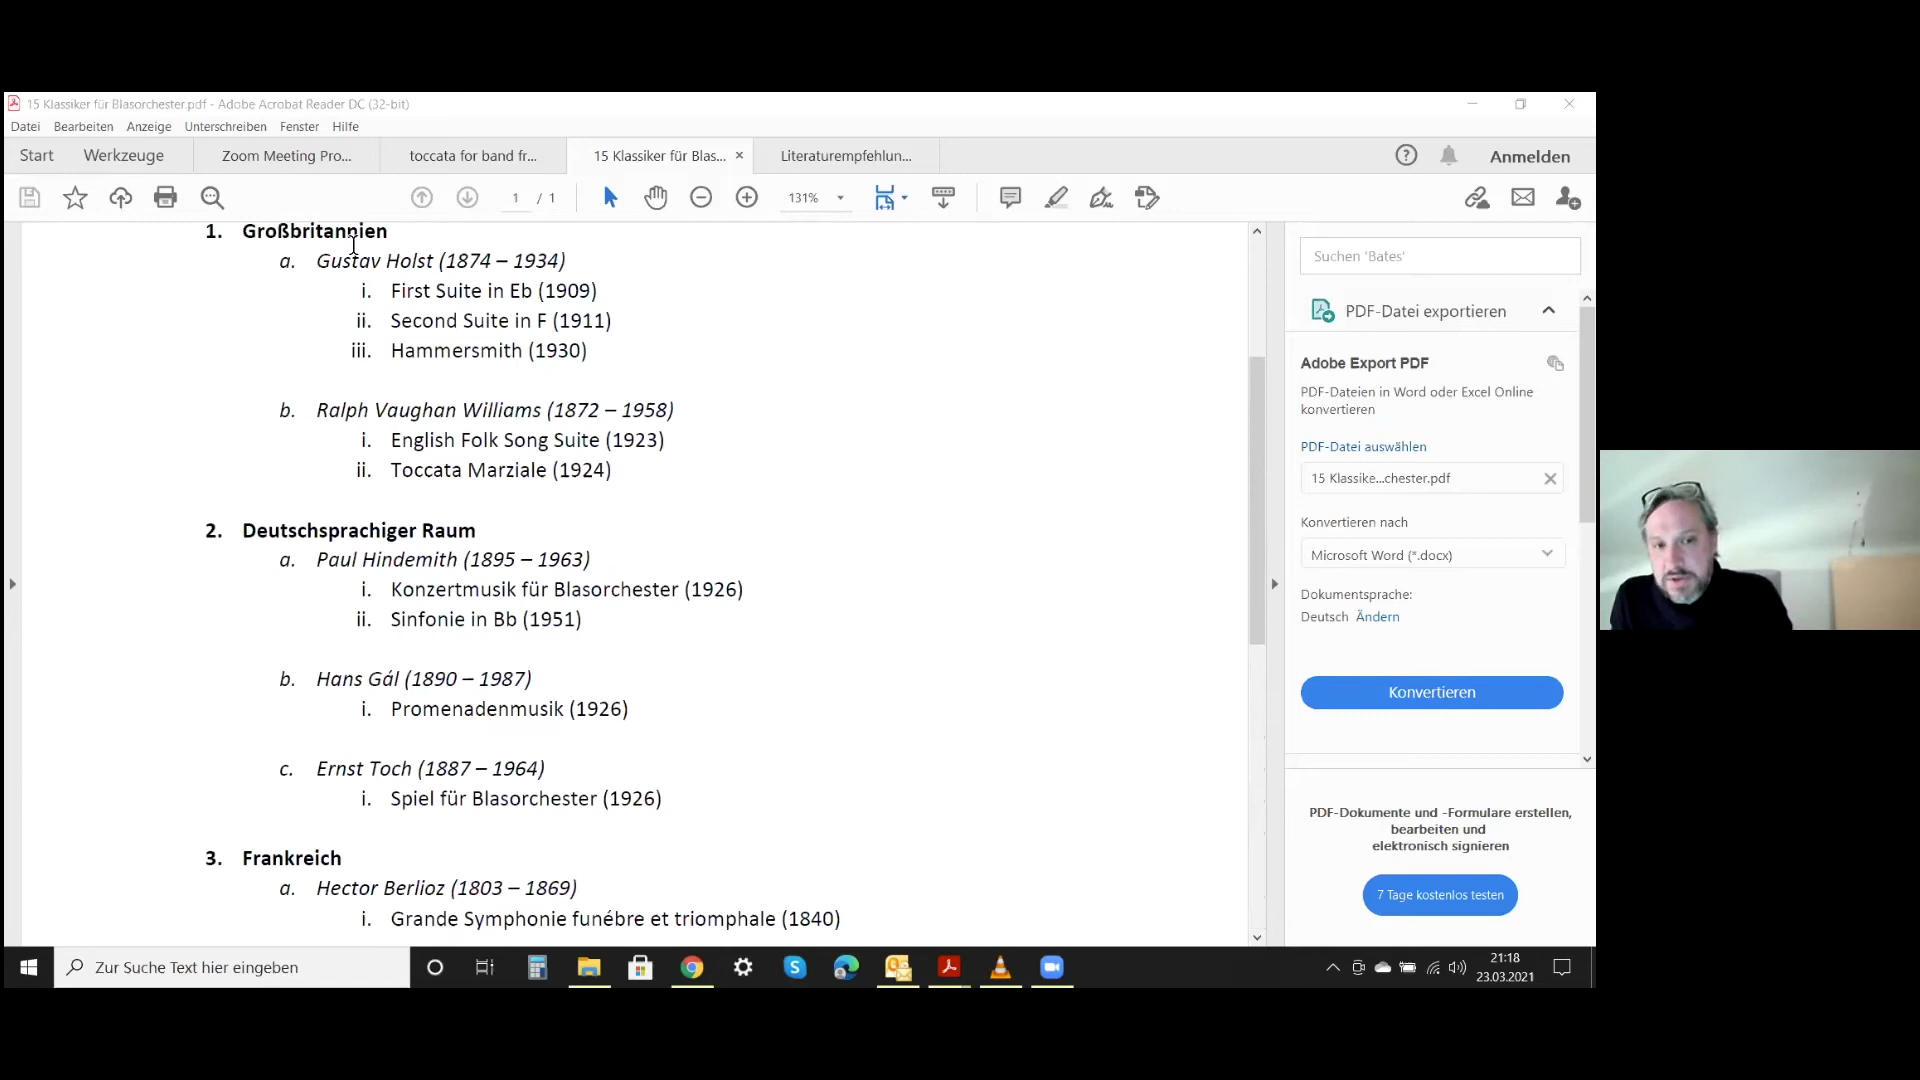 15 Klassiker für Blasorchester.pdf - Adobe Acrobat Reader DC (32-bit)
Datei Bearbeiten Anzeige Unterschreiben Fenster Hilfe
Start Werkzeuge Zoom Meeting Pro... toccata for band fr... 15 Klassiker für Blas... × Literaturempfehlun... Anmelden
1 / 1 131%
1. Großbritannien
a. Gustav Holst (1874 – 1934)
i. First Suite in Eb (1909)
ii. Second Suite in F (1911)
iii. Hammersmith (1930)
b. Ralph Vaughan Williams (1872 – 1958)
i. English Folk Song Suite (1923)
ii. Toccata Marziale (1924)
2. Deutschsprachiger Raum
a. Paul Hindemith (1895 – 1963)
i. Konzertmusik für Blasorchester (1926)
ii. Sinfonie in Bb (1951)
b. Hans Gál (1890 – 1987)
i. Promenadenmusik (1926)
c. Ernst Toch (1887 – 1964)
i. Spiel für Blasorchester (1926)
3. Frankreich
a. Hector Berlioz (1803 – 1869)
i. Grande Symphonie funébre et triomphale (1840)
Suchen 'Bates'
PDF-Datei exportieren
Adobe Export PDF
PDF-Dateien in Word oder Excel Online
konvertieren
PDF-Datei auswählen
15 Klassike...chester.pdf
Konvertieren nach
Microsoft Word (*.docx)
Dokumentsprache:
Deutsch Ändern
Konvertieren
PDF-Dokumente und -Formulare erstellen,
bearbeiten und
elektronisch signieren
7 Tage kostenlos testen
Zur Suche Text hier eingeben
21:18
23.03.2021